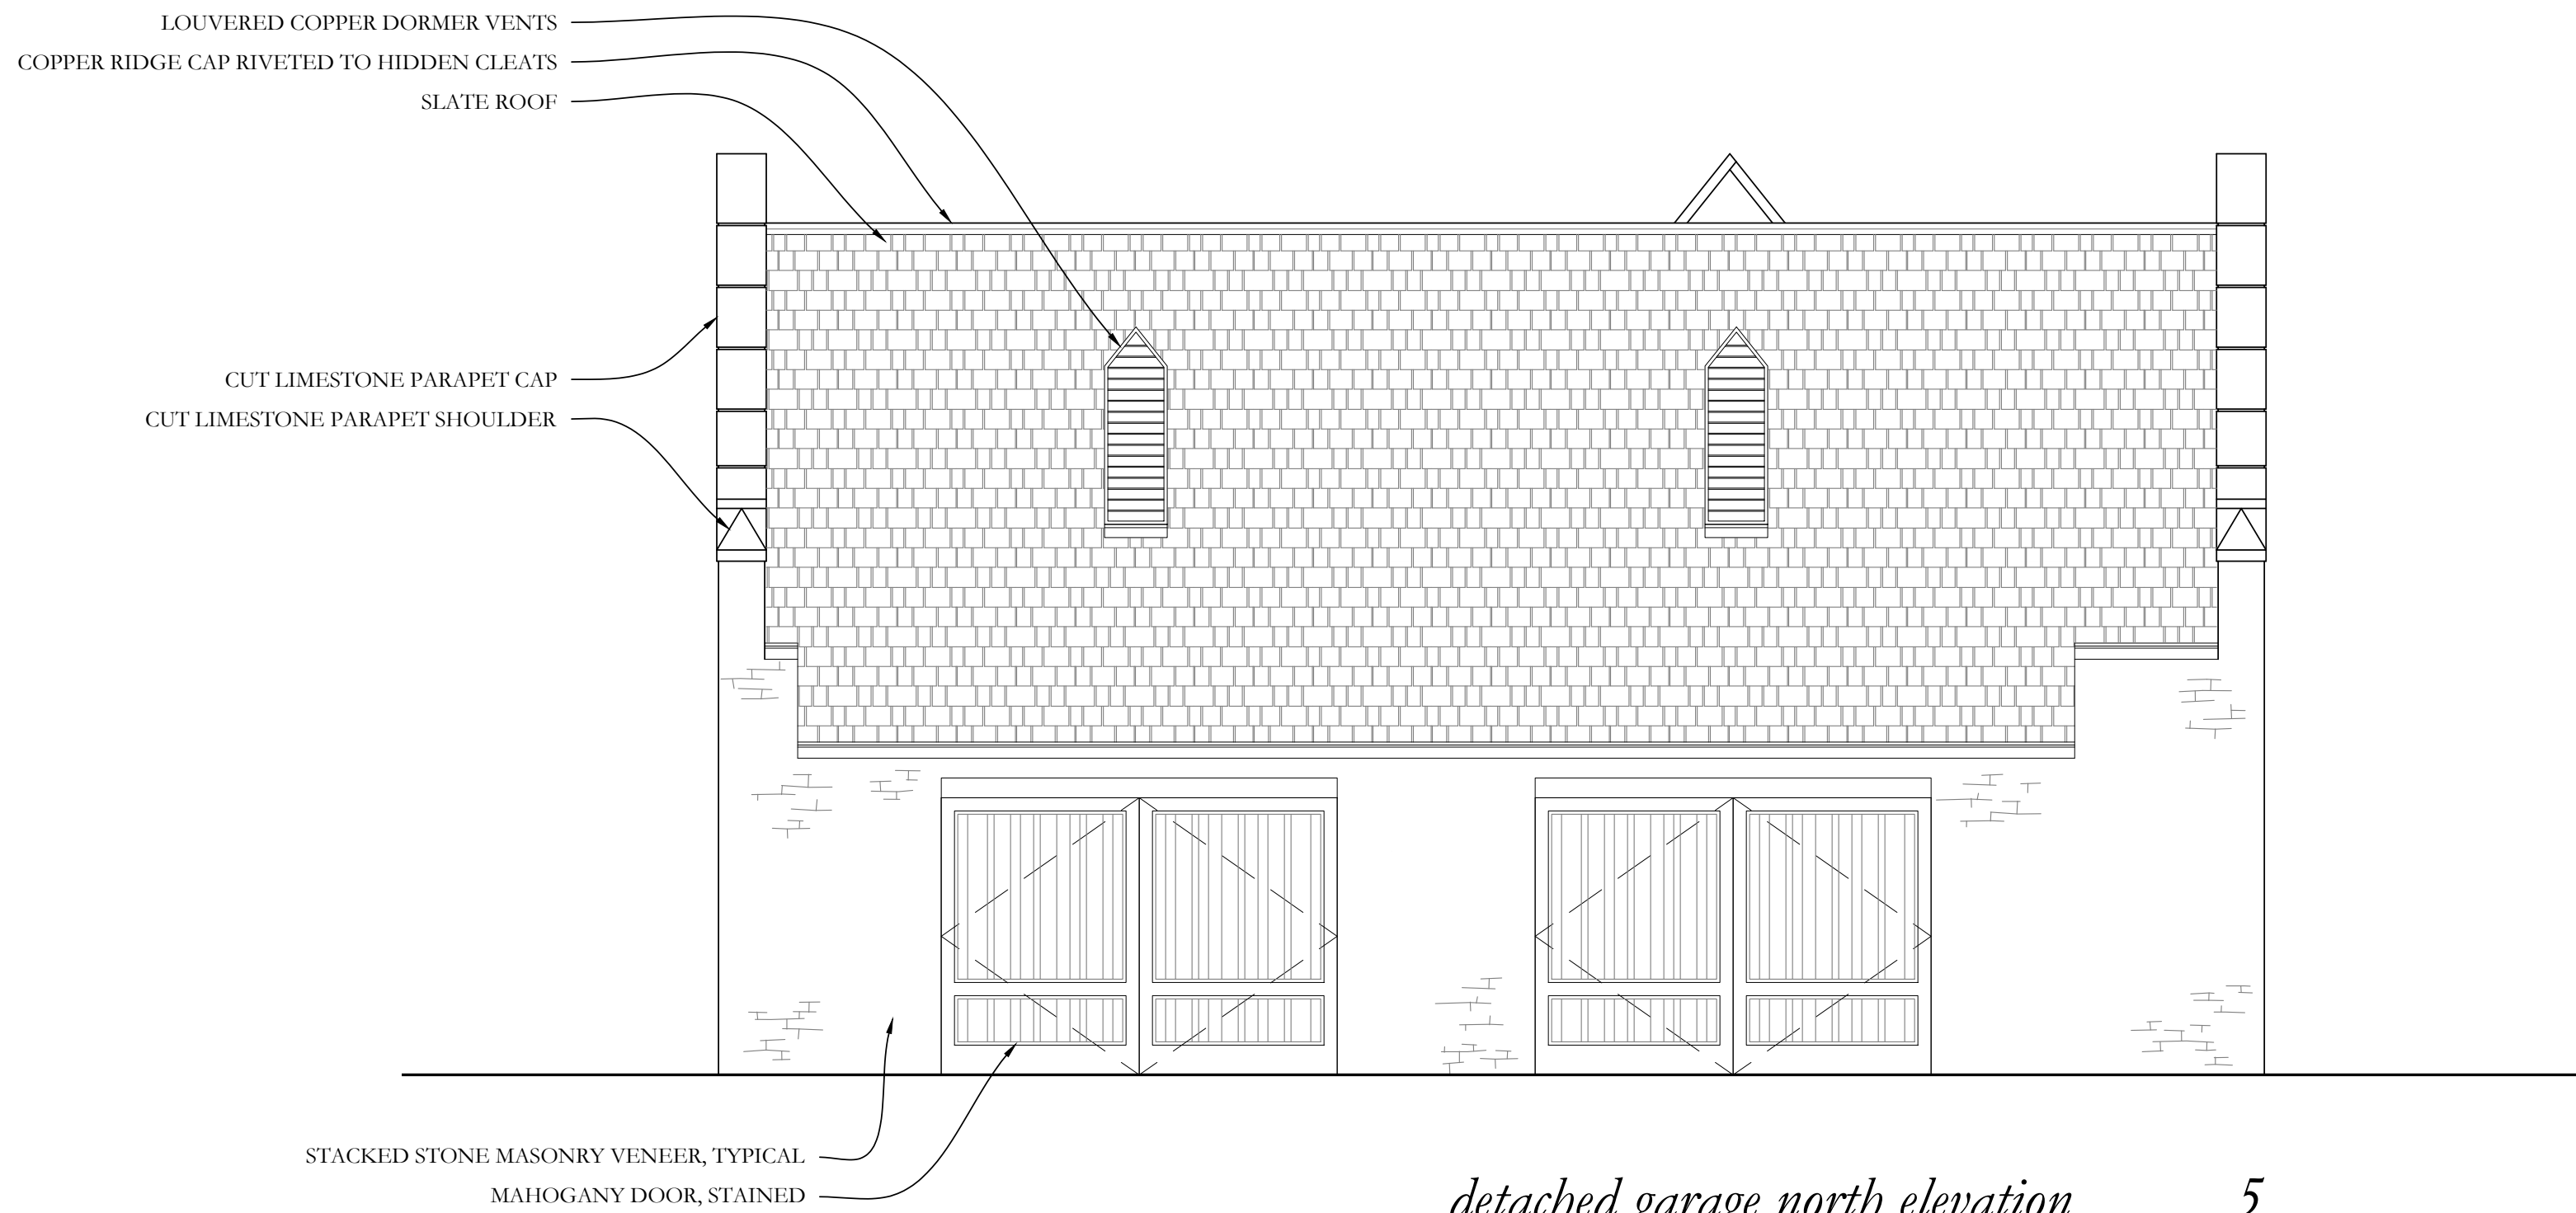 LOUVERED COPPER DORMER VENTS
COPPER RIDGE CAP RIVETED TO HIDDEN CLEATS
SLATE ROOF
CUT LIMESTONE PARAPET CAP
CUT LIMESTONE PARAPET SHOULDER
STACKED STONE MASONRY VENEER, TYPICAL
MAHOGANY DOOR, STAINED
detached garage north elevation 5